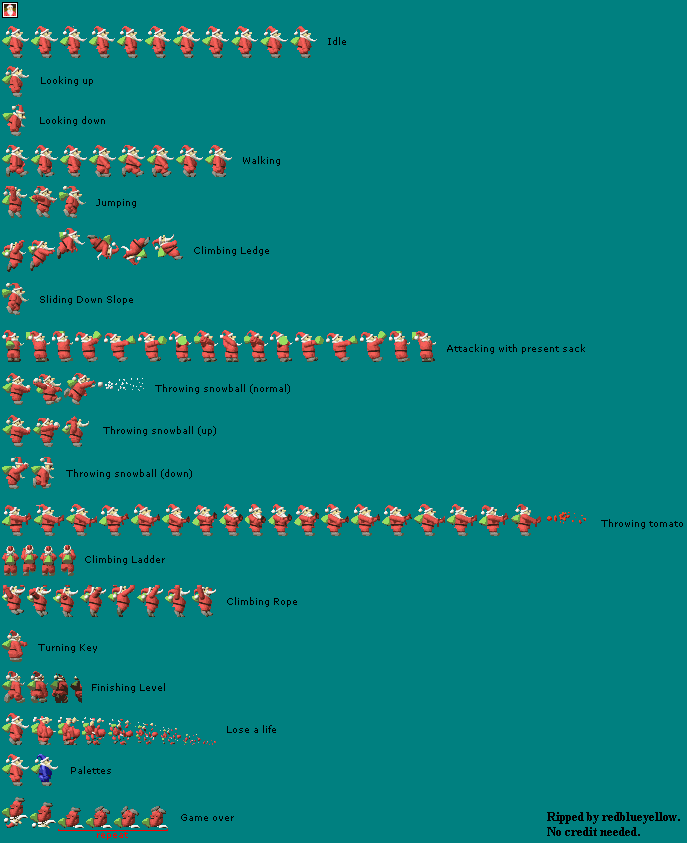 Idle
Looking up
Looking down
Walking
Jumping
Climbing Ledge
Sliding Down Slope
Attacking with present sack
Throwing snowball (normal)
Throwing snowball (up)
Throwing snowball (down)
Throwing tomato
Climbing Ladder
Climbing Rope
Turning Key
Finishing Level
Lose a life
Palettes
Game over
Ripped by redblueyellow.
No credit needed.